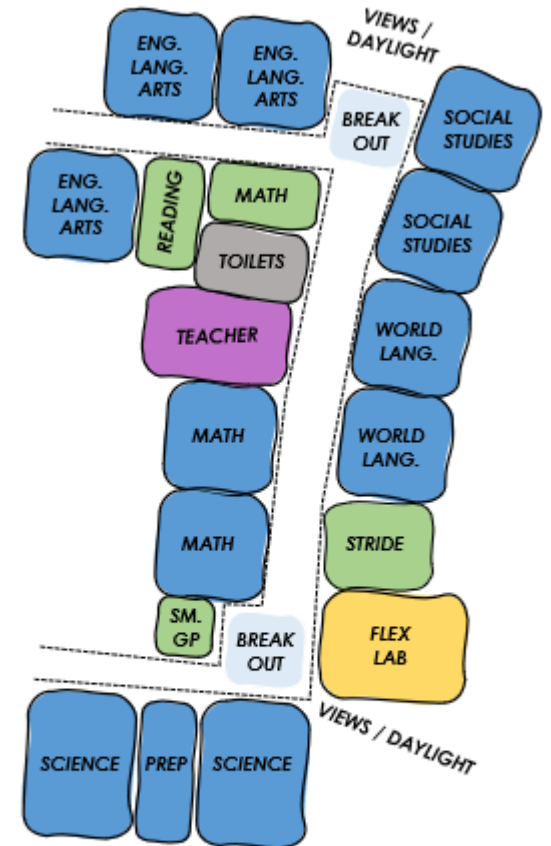 VIEWS /
DAYLIGHT
ENG.
LANG.
ARTS
ENG.
LANG.
ARTS
BREAK
OUT
SOCIAL
STUDIES
ENG.
LANG.
ARTS
READING
MATH
SOCIAL
STUDIES
TOILETS
TEACHER
WORLD
LANG.
MATH
WORLD
LANG.
MATH
STRIDE
SM.
GP
BREAK
OUT
FLEX
LAB
VIEWS / DAYLIGHT
SCIENCE
PREP
SCIENCE